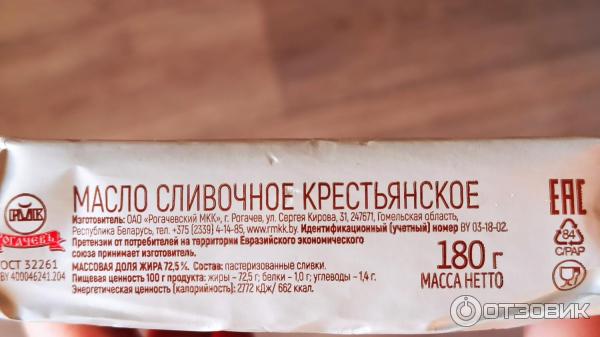 МАСЛО СЛИВОЧНОЕ КРЕСТЬЯНСКОЕ
Изготовитель: ОАО «Рогачевский МКК», г. Рогачев, ул. Сергея Кирова, 31, 247671, Гомельская область,
Республика Беларусь, тел. +375 (2339) 4-14-85, www.rmkk.by. Идентификационный (учетный) номер BY 03-18-02.
Претензии от потребителей на территории Евразийского экономического
союза принимает изготовитель.
МАССОВАЯ ДОЛЯ ЖИРА 72,5 %. Состав: пастеризованные сливки.
Пищевая ценность 100 г продукта: жиры – 72,5 г; белки – 1,0 г; углеводы – 1,4 г.
Энергетическая ценность (калорийность): 2772 кДж/ 662 ккал.
180 г
МАССА НЕТТО
РМК
РОГАЧЕВЪ
ГОСТ 32261
BY 400046241.204
EAC
84
C/PAP
ОТЗОВИК